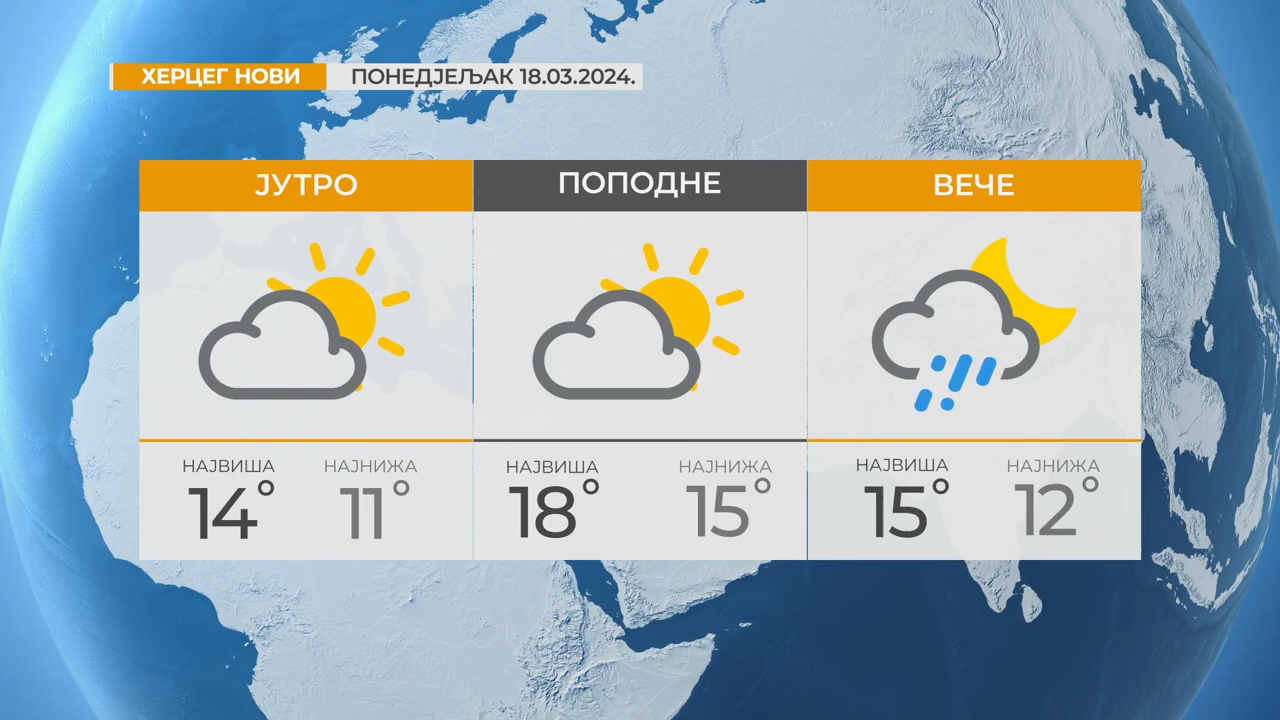 ХЕРЦЕГ НОВИ ПОНЕДЈЕЉАК 18.03.2024.
ЈУТРО ПОПОДНЕ ВЕЧЕ
НАЈВИША НАЈНИЖА НАЈВИША НАЈНИЖА НАЈВИША НАЈНИЖА
14° 11° 18° 15° 15° 12°